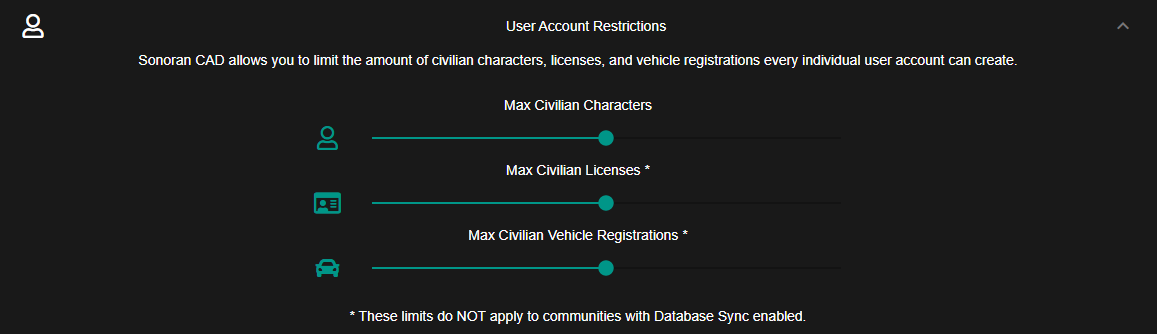 User Account Restrictions
Sonoran CAD allows you to limit the amount of civilian characters, licenses, and vehicle registrations every individual user account can create.
Max Civilian Characters
Max Civilian Licenses *
Max Civilian Vehicle Registrations *
* These limits do NOT apply to communities with Database Sync enabled.